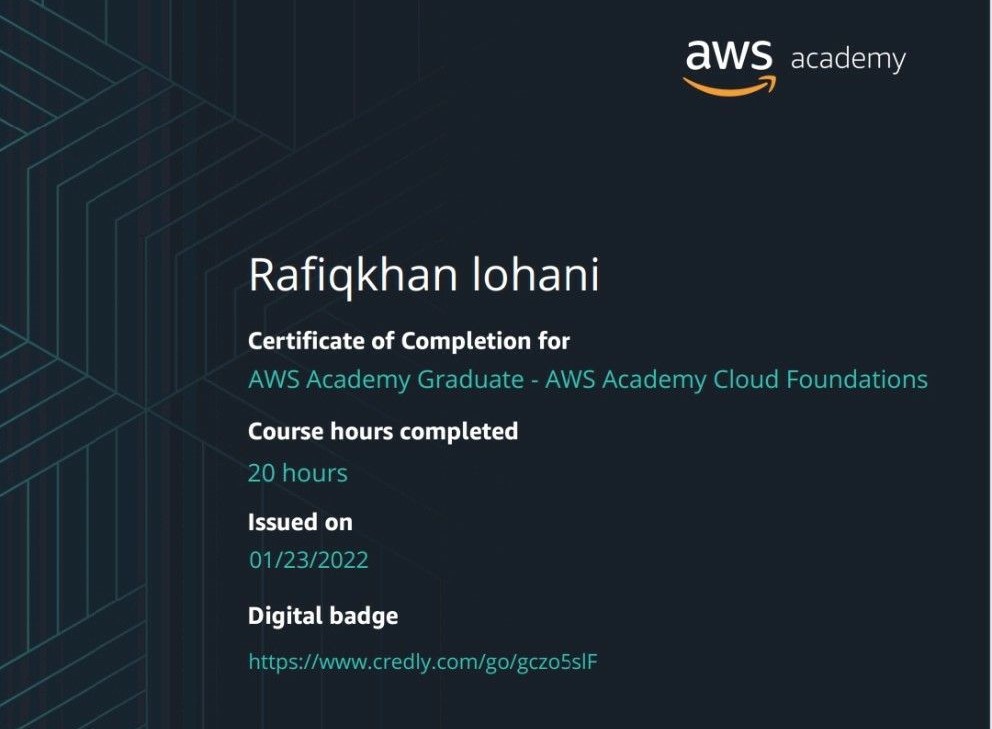 aws academy
Rafiqkhan lohani
Certificate of Completion for
AWS Academy Graduate - AWS Academy Cloud Foundations
Course hours completed
20 hours
Issued on
01/23/2022
Digital badge
https://www.credly.com/go/gczo5slF